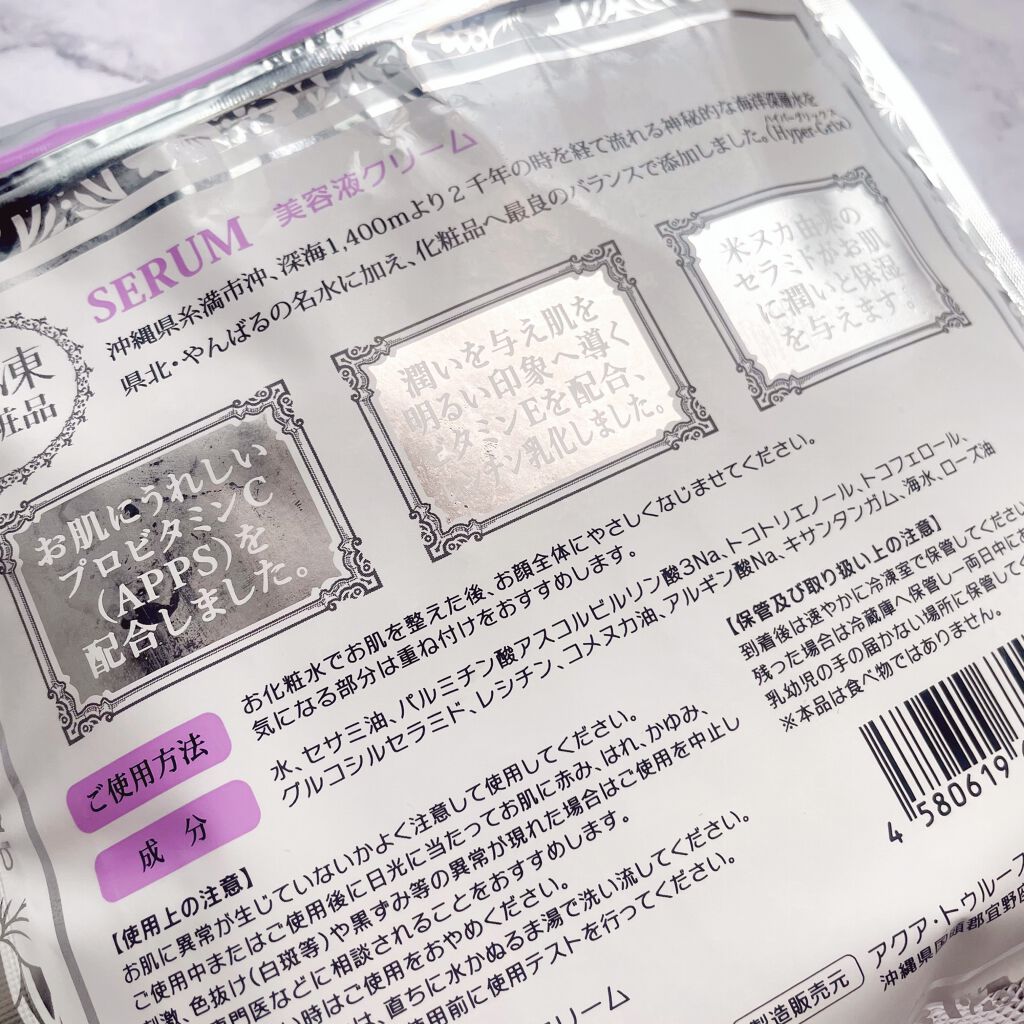 SERUM 美容液クリーム
沖縄県糸満市沖、深海1,400mより2千年の時を経て流れる神秘的な海洋深層水を
県北・やんばるの名水に加え、化粧品へ最良のバランスで添加しました。(Hyper-Grix)
ハイパーグリックス
凍
粧品
お肌にうれしい
プロビタミンC
(APPS)を
配合しました。
潤いを与え肌を
明るい印象へ導く
ビタミンEを配合、
チン乳化しました。
米ヌカ由来の
セラミドがお肌
に潤いと保湿
を与えます
ご使用方法
お化粧水でお肌を整えた後、お顔全体にやさしくなじませてください。
気になる部分は重ね付けをおすすめします。
成分
水、セサミ油、パルミチン酸アスコルビルリン酸3Na、トコトリエノール、トコフェロール、
グルコシルセラミド、レシチン、コメヌカ油、アルギン酸Na、キサンタンガム、海水、ローズ油
【使用上の注意】
お肌に異常が生じていないかよく注意して使用してください。
ご使用中またはご使用後に日光に当たってお肌に赤み、はれ、かゆみ、
刺激、色抜け(白斑等)や黒ずみ等の異常が現れた場合はご使用を中止し
専門医などに相談されることをおすすめします。
い時はご使用をおやめください。
は、直ちに水かぬるま湯で洗い流してください。
使用前に使用テストを行ってください。
クリーム
【保管及び取り扱い上の注意】
到着後は速やかに冷凍室で保管してください
残った場合は冷蔵庫へ保管し一両日中にお
乳幼児の手の届かない場所に保管して
※本品は食べ物ではありません。
4 580619
製造販売元
アクア・トゥルース
沖縄県国頭郡宜野